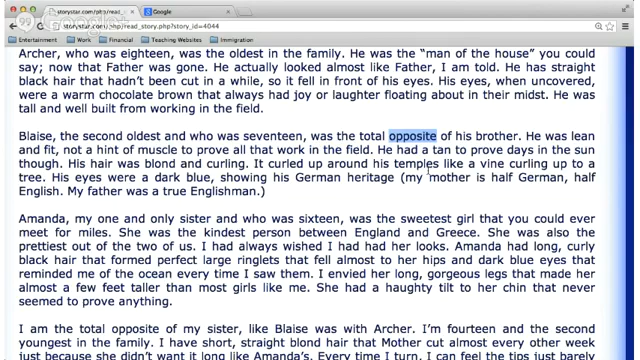 storystar.com/php/read_
Google
storystar.com/php/read_story.php?story_id=4044
Entertainment Work Financial Teaching Websites Immigration
Archer, who was eighteen, was the oldest in the family. He was the “man of the house” you could
say; now that Father was gone. He actually looked almost like Father, I am told. He has straight
black hair that hadn’t been cut in a while, so it fell in front of his eyes. His eyes, when uncovered,
were a warm chocolate brown that always had joy or laughter floating about in their midst. He was
tall and well built from working in the field.
Blaise, the second oldest and who was seventeen, was the total opposite of his brother. He was lean
and fit, not a hint of muscle to prove all that work in the field. He had a tan to prove days in the sun
though. His hair was blond and curling. It curled up around his temples like a vine curling up to a
tree. His eyes were a dark blue, showing his German heritage (my mother is half German, half
English. My father was a true Englishman.)
Amanda, my one and only sister and who was sixteen, was the sweetest girl that you could ever
meet for miles. She was the kindest person between England and Greece. She was also the
prettiest out of the two of us. I had always wished I had had her looks. Amanda had long, curly
black hair that formed perfect large ringlets that fell almost to her hips and dark blue eyes that
reminded me of the ocean every time I saw them. I envied her long, gorgeous legs that made her
almost a few feet taller than most girls like me. She had a haughty tilt to her chin that never
seemed to prove anything.
I am the total opposite of my sister, like Blaise was with Archer. I’m fourteen and the second
youngest in the family. I have short, straight blond hair that Mother cut almost every other week
just because she didn’t want it long like Amanda’s. Every time I turn, I can feel the tips just barely